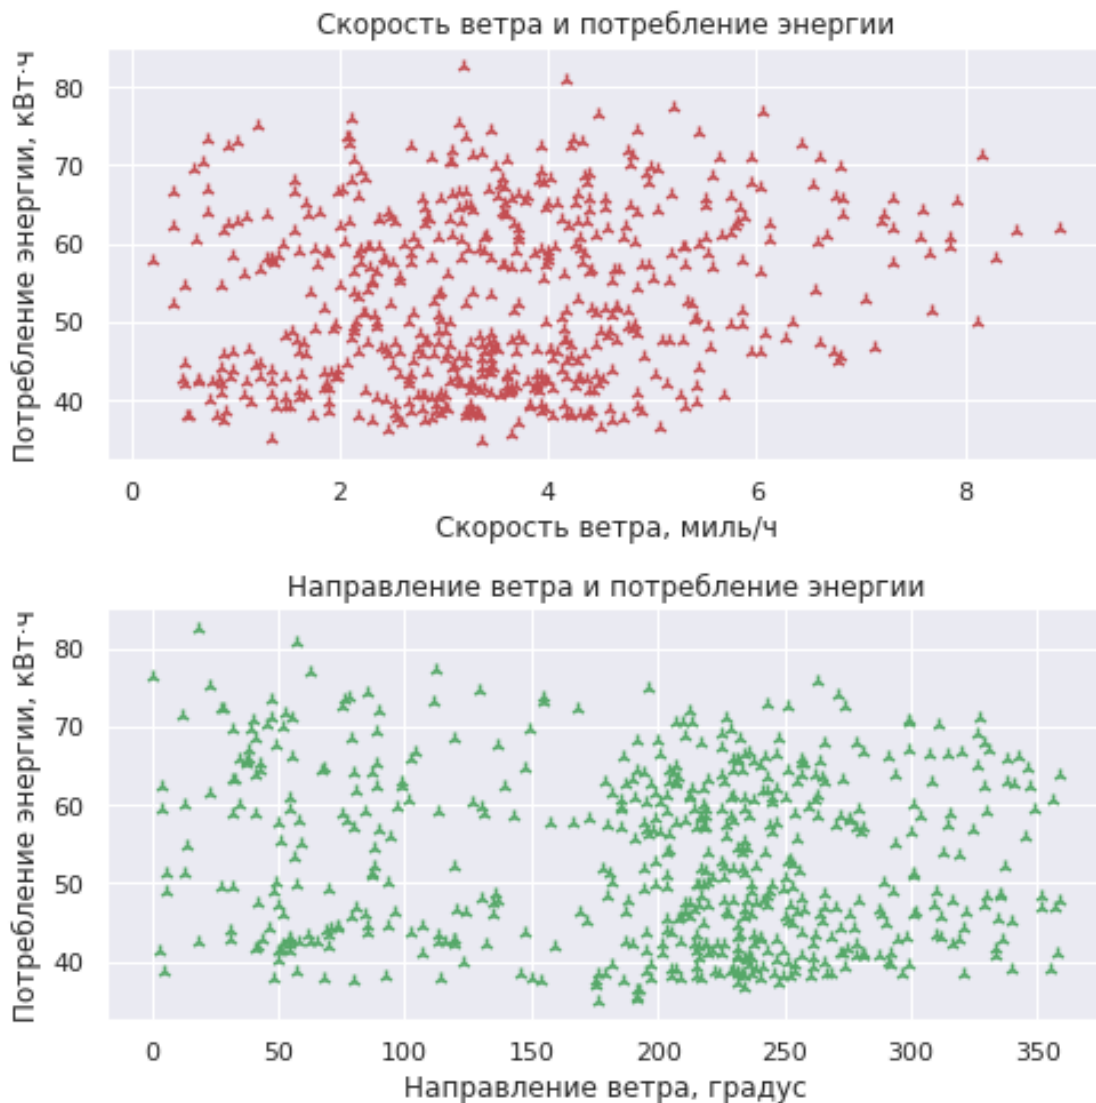 Скорость ветра и потребление энергии
Потребление энергии, кВт·ч
80
70
60
50
40
0 2 4 6 8
Скорость ветра, миль/ч
Направление ветра и потребление энергии
Потребление энергии, кВт·ч
80
70
60
50
40
0 50 100 150 200 250 300 350
Направление ветра, градус